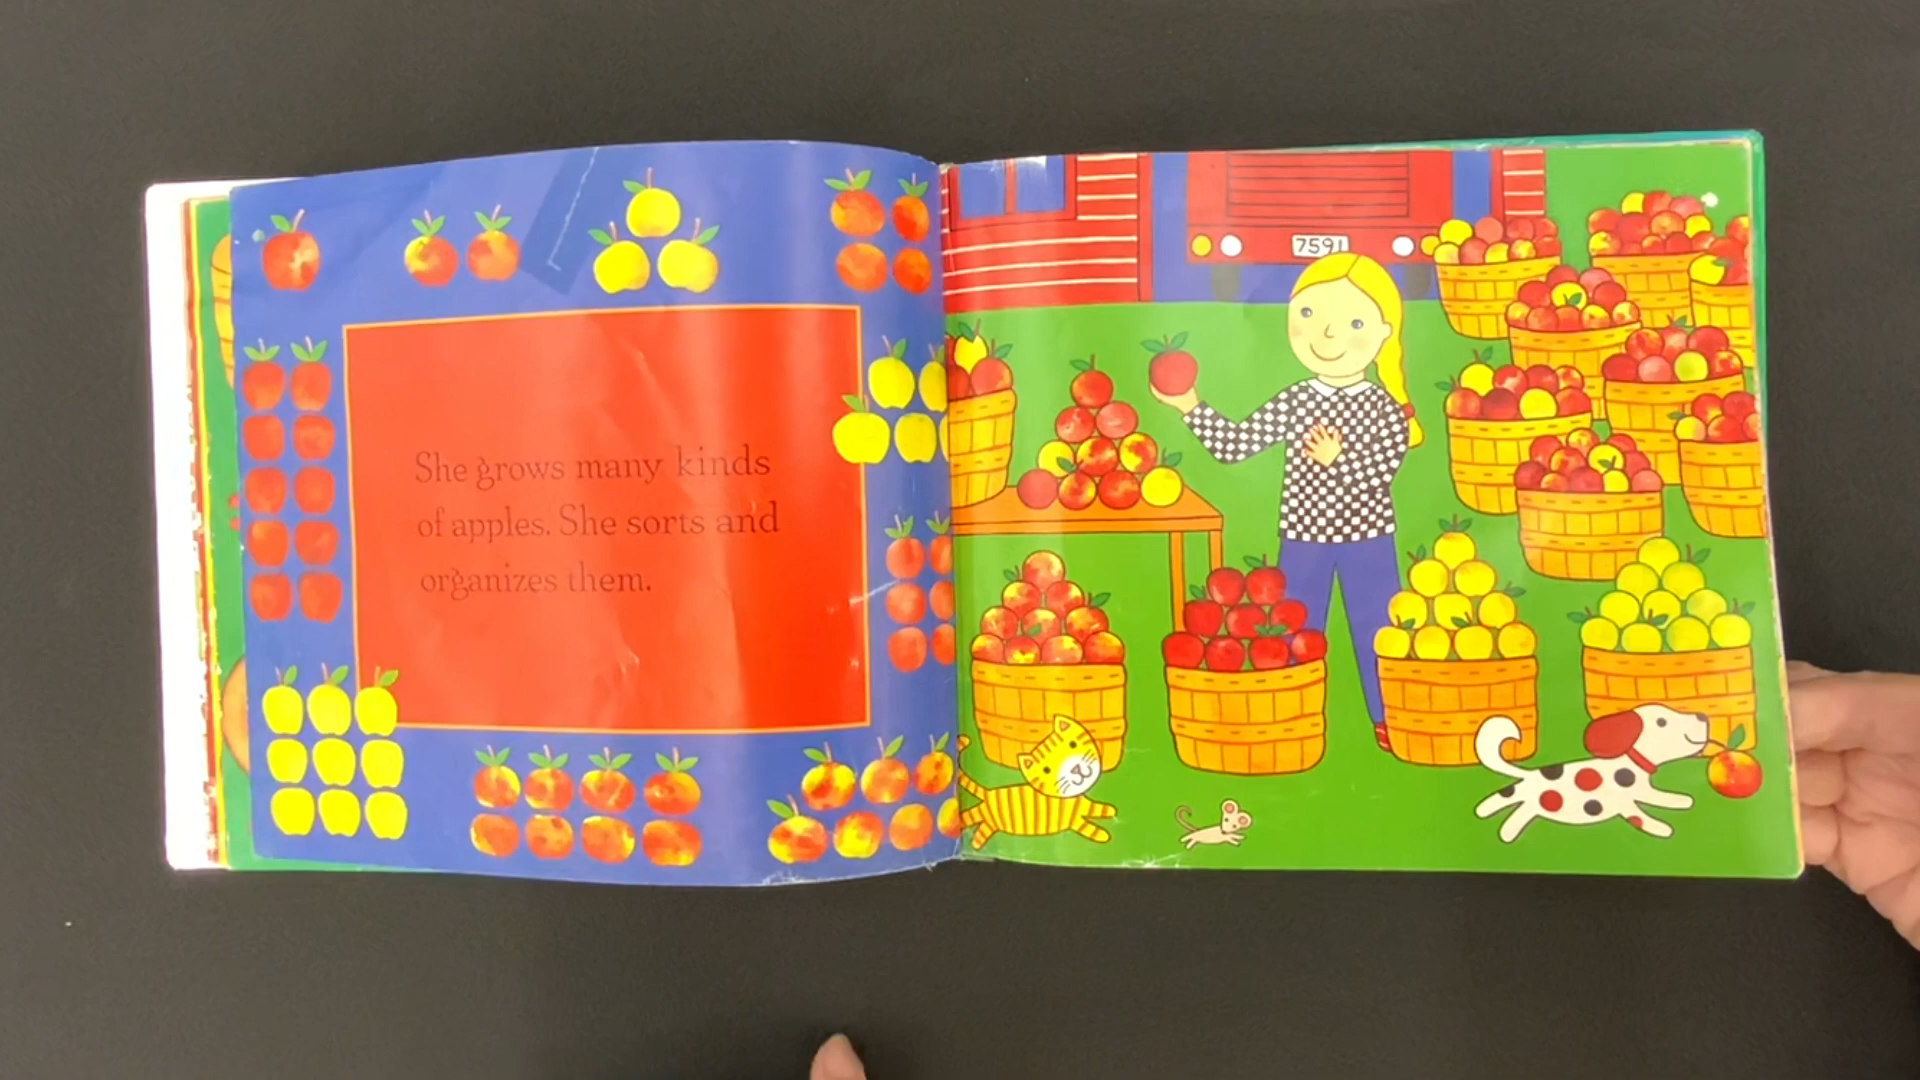 She grows many kinds
of apples. She sorts and
organizes them.
7591